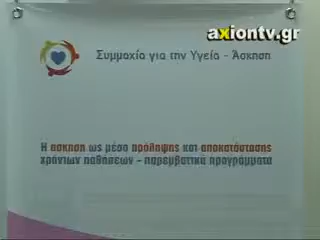 axiontv.gr
Συμμαχία για την Υγεία - Άσκηση
Η άσκηση ως μέσο πρόληψης και αποκατάστασης
χρόνιων παθήσεων – παρεμβατικά προγράμματα